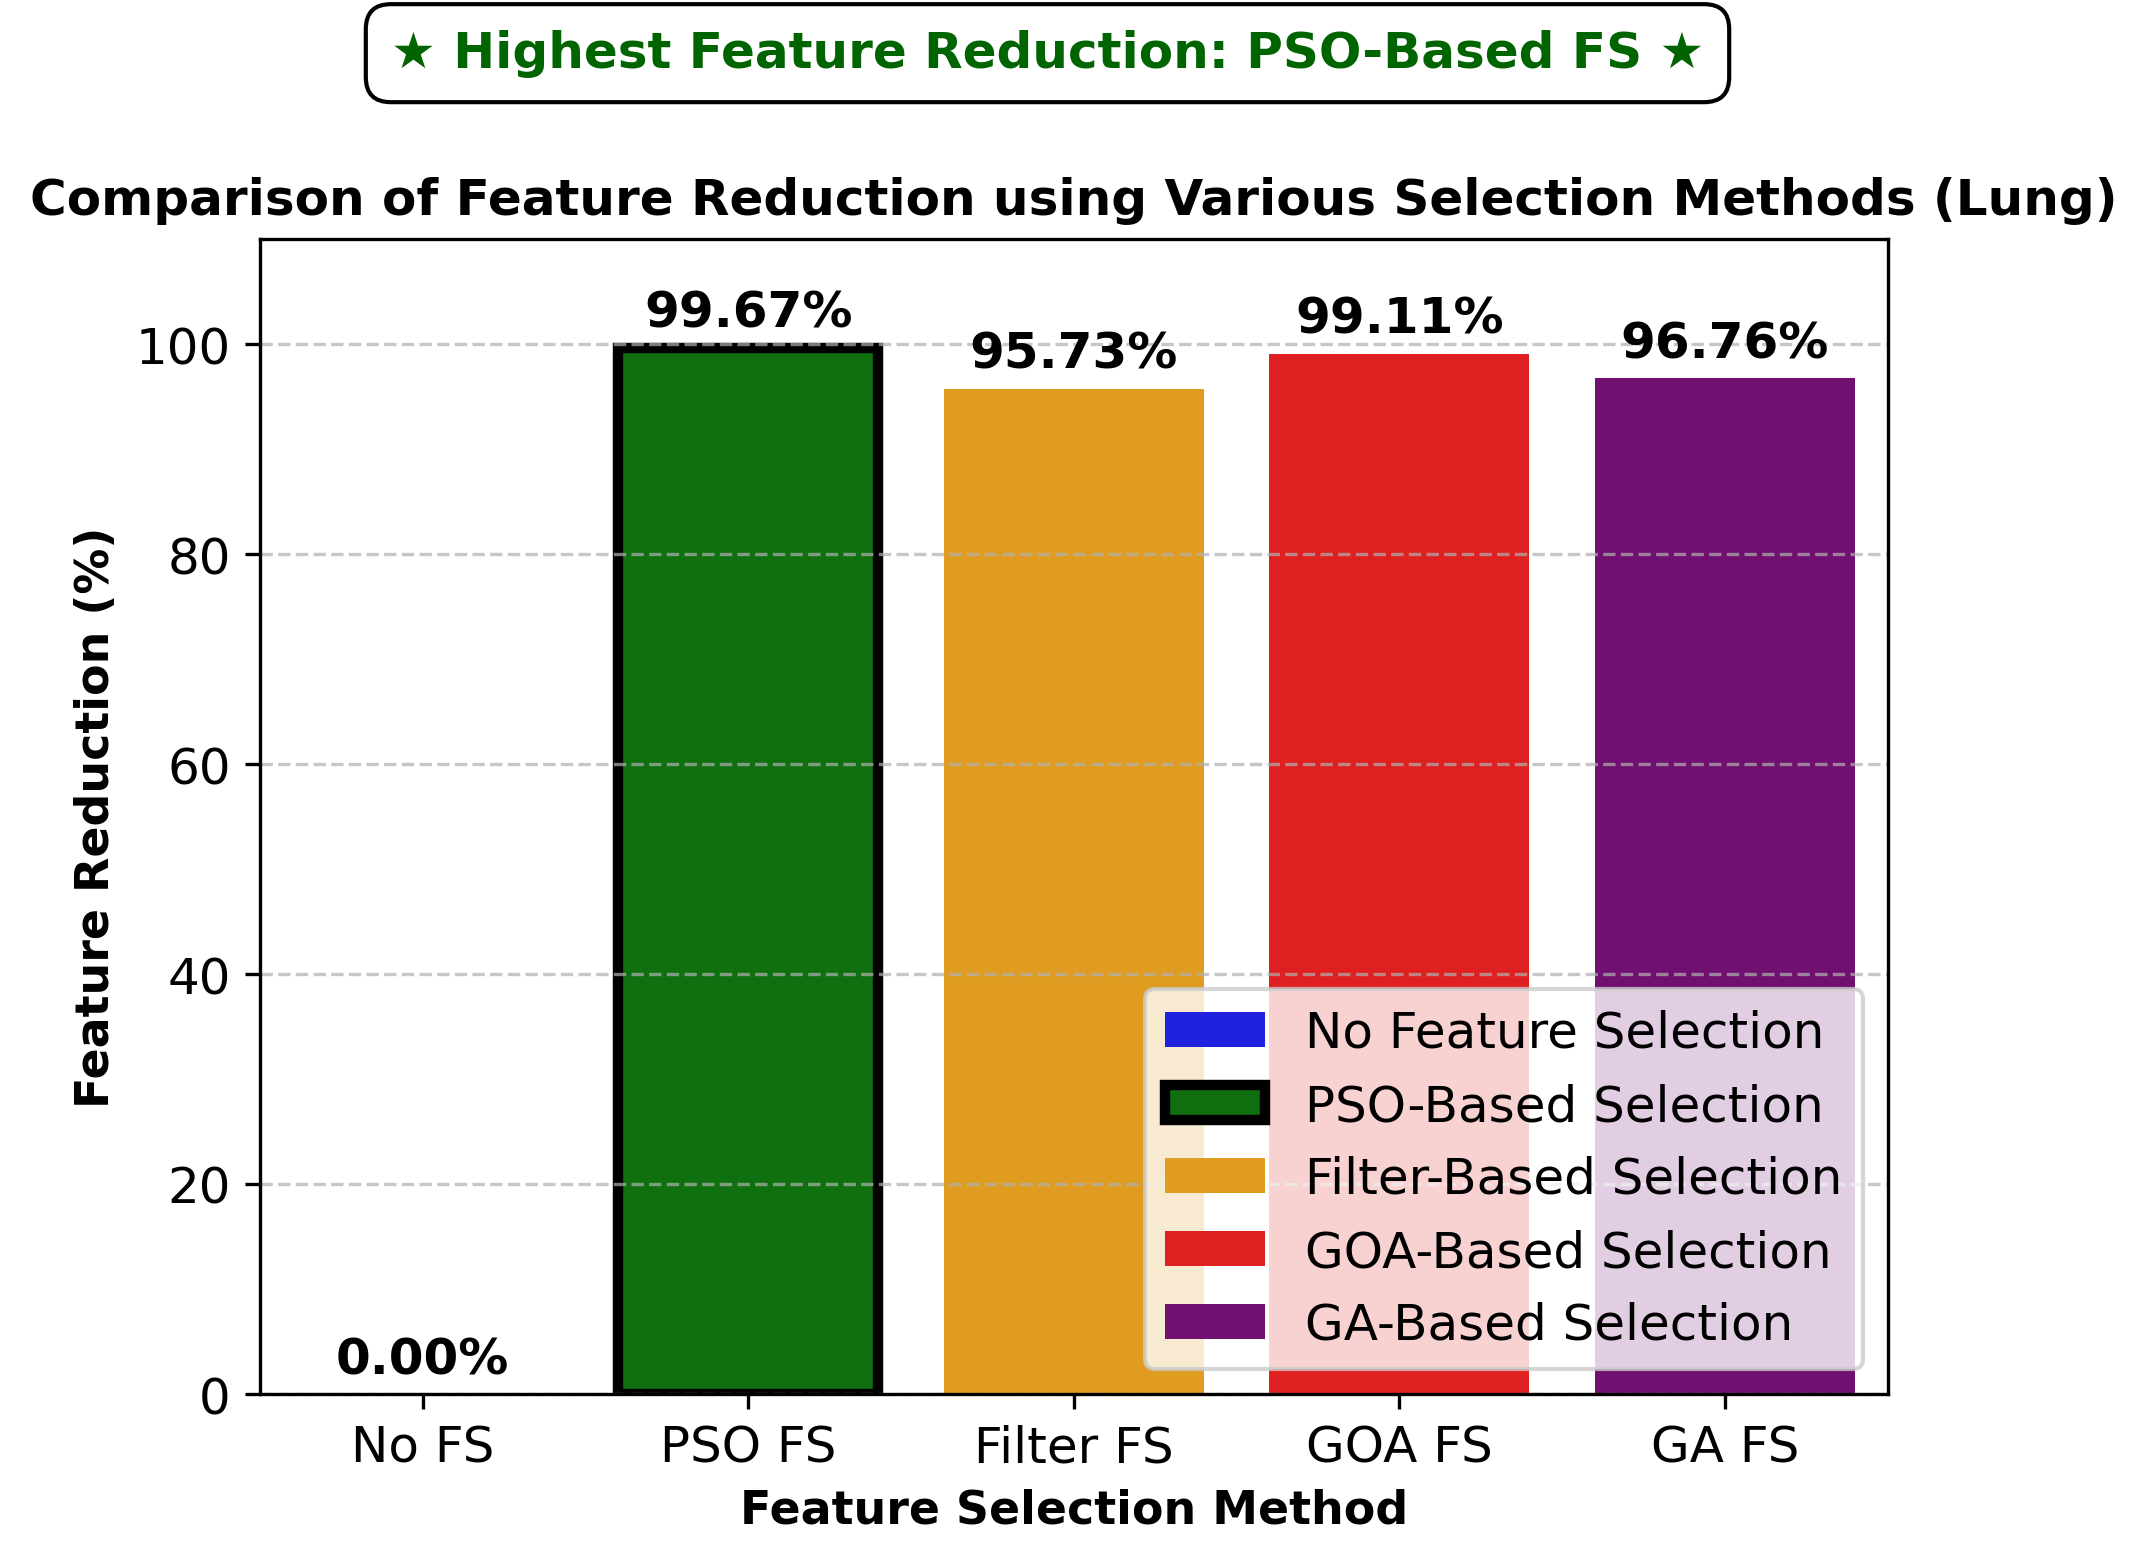 ★ Highest Feature Reduction: PSO-Based FS ★
Comparison of Feature Reduction using Various Selection Methods (Lung)
Feature Reduction (%)
100
80
60
40
20
0
0.00%
99.67%
95.73%
99.11%
96.76%
No Feature Selection
PSO-Based Selection
Filter-Based Selection
GOA-Based Selection
GA-Based Selection
No FS
PSO FS
Filter FS
GOA FS
GA FS
Feature Selection Method